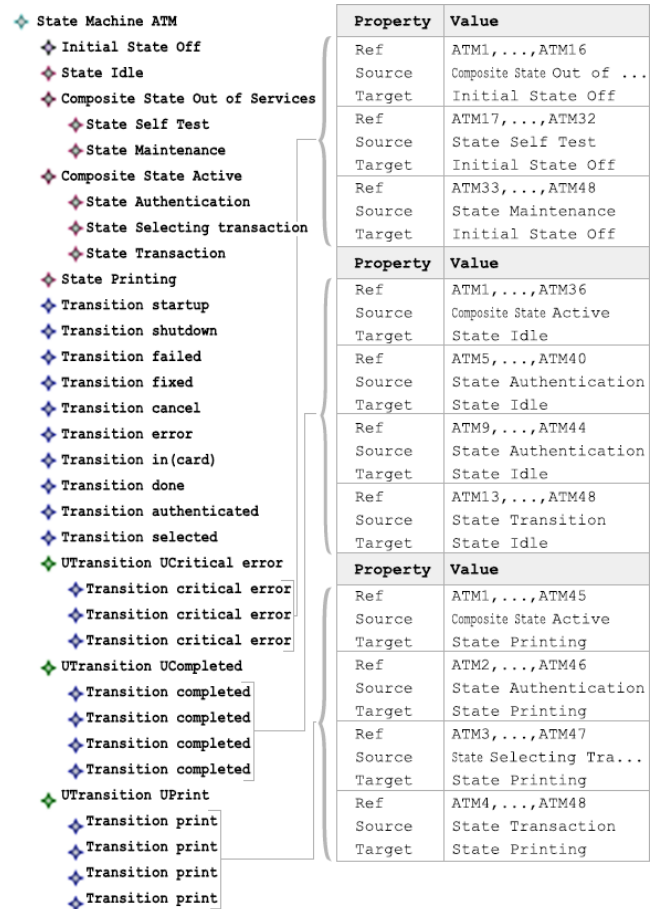 State Machine ATM
Initial State Off
State Idle
Composite State Out of Services
State Self Test
State Maintenance
Composite State Active
State Authentication
State Selecting transaction
State Transaction
State Printing
Transition startup
Transition shutdown
Transition failed
Transition fixed
Transition cancel
Transition error
Transition in(card)
Transition done
Transition authenticated
Transition selected
UTransition UCritical error
Transition critical error
Transition critical error
Transition critical error
UTransition UCompleted
Transition completed
Transition completed
Transition completed
Transition completed
UTransition UPrint
Transition print
Transition print
Transition print
Transition print
Property Value
Ref ATM1,...,ATM16
Source Composite State Out of ...
Target Initial State Off
Ref ATM17,...,ATM32
Source State Self Test
Target Initial State Off
Ref ATM33,...,ATM48
Source State Maintenance
Target Initial State Off
Property Value
Ref ATM1,...,ATM36
Source Composite State Active
Target State Idle
Ref ATM5,...,ATM40
Source State Authentication
Target State Idle
Ref ATM9,...,ATM44
Source State Authentication
Target State Idle
Ref ATM13,...,ATM48
Source State Transition
Target State Idle
Property Value
Ref ATM1,...,ATM45
Source Composite State Active
Target State Printing
Ref ATM2,...,ATM46
Source State Authentication
Target State Printing
Ref ATM3,...,ATM47
Source State Selecting Tra...
Target State Printing
Ref ATM4,...,ATM48
Source State Transaction
Target State Printing